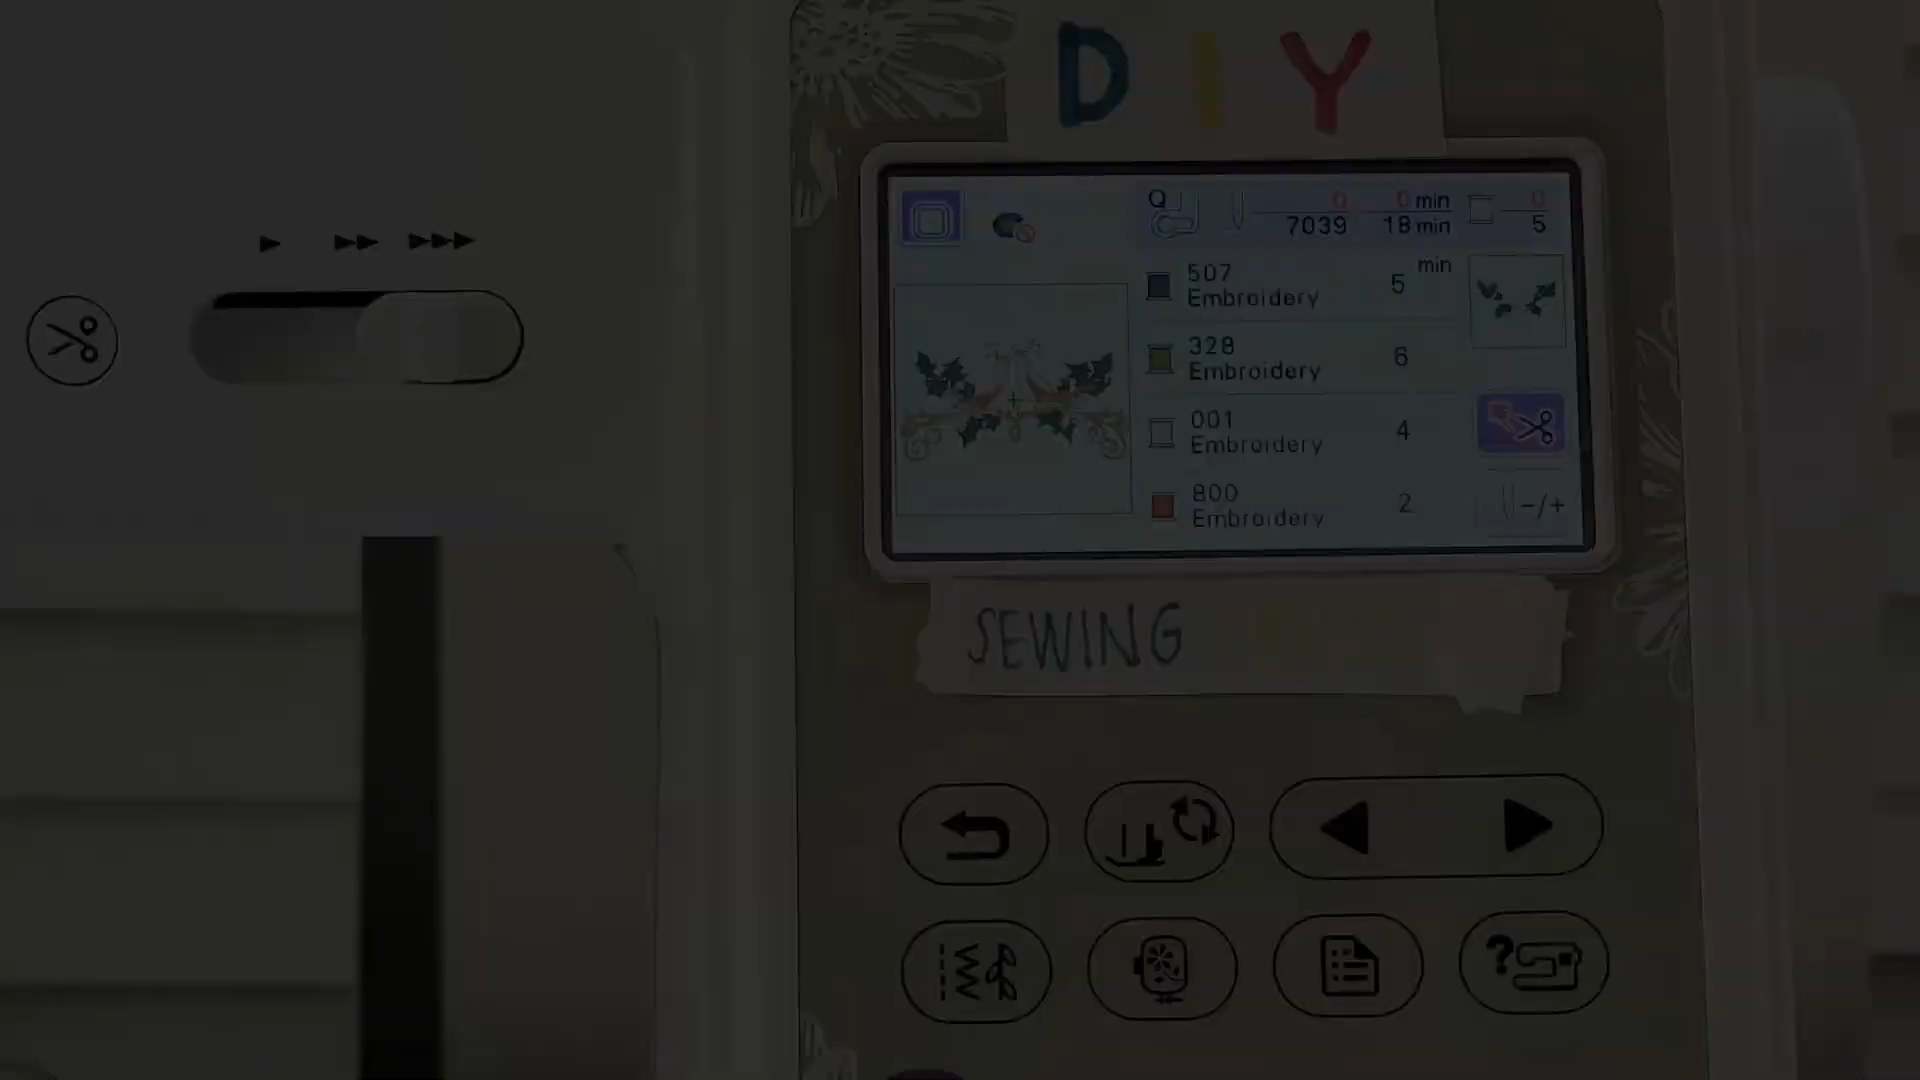 DIY
Q 0 0 min 0
7039 18 min 5
min
507
Embroidery 5
328
Embroidery 6
001
Embroidery 4
800
Embroidery 2
-/+
SEWING
?